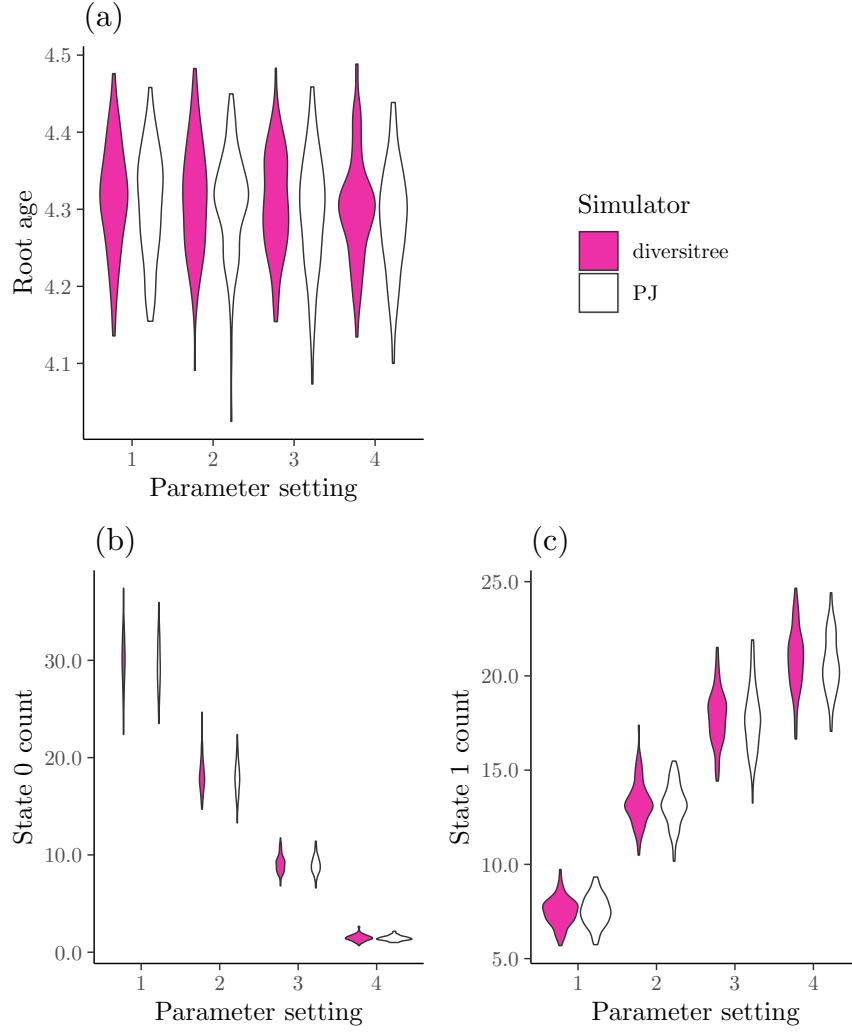 (a)
4.5
4.4
4.3
4.2
4.1
Root age
1 2 3 4
Parameter setting
Simulator
diversitree
PJ
(b)
30.0
20.0
10.0
0.0
State 0 count
1 2 3 4
Parameter setting
(c)
25.0
20.0
15.0
10.0
5.0
State 1 count
1 2 3 4
Parameter setting